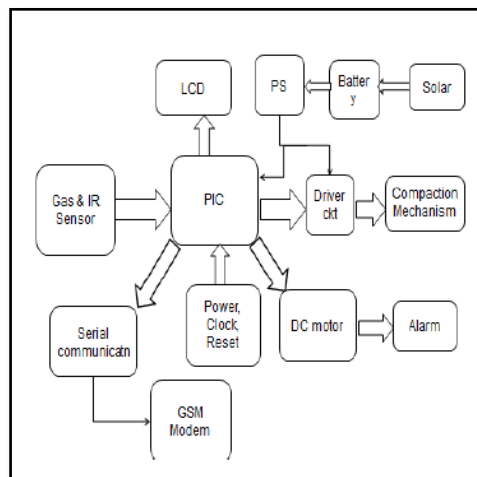 LCD
PS
Batter
y
Solar
Gas & IR
Sensor
PIC
Driver
ckt
Compaction
Mechanism
Serial
communicatn
Power,
Clock,
Reset
DC motor
Alarm
GSM
Modem